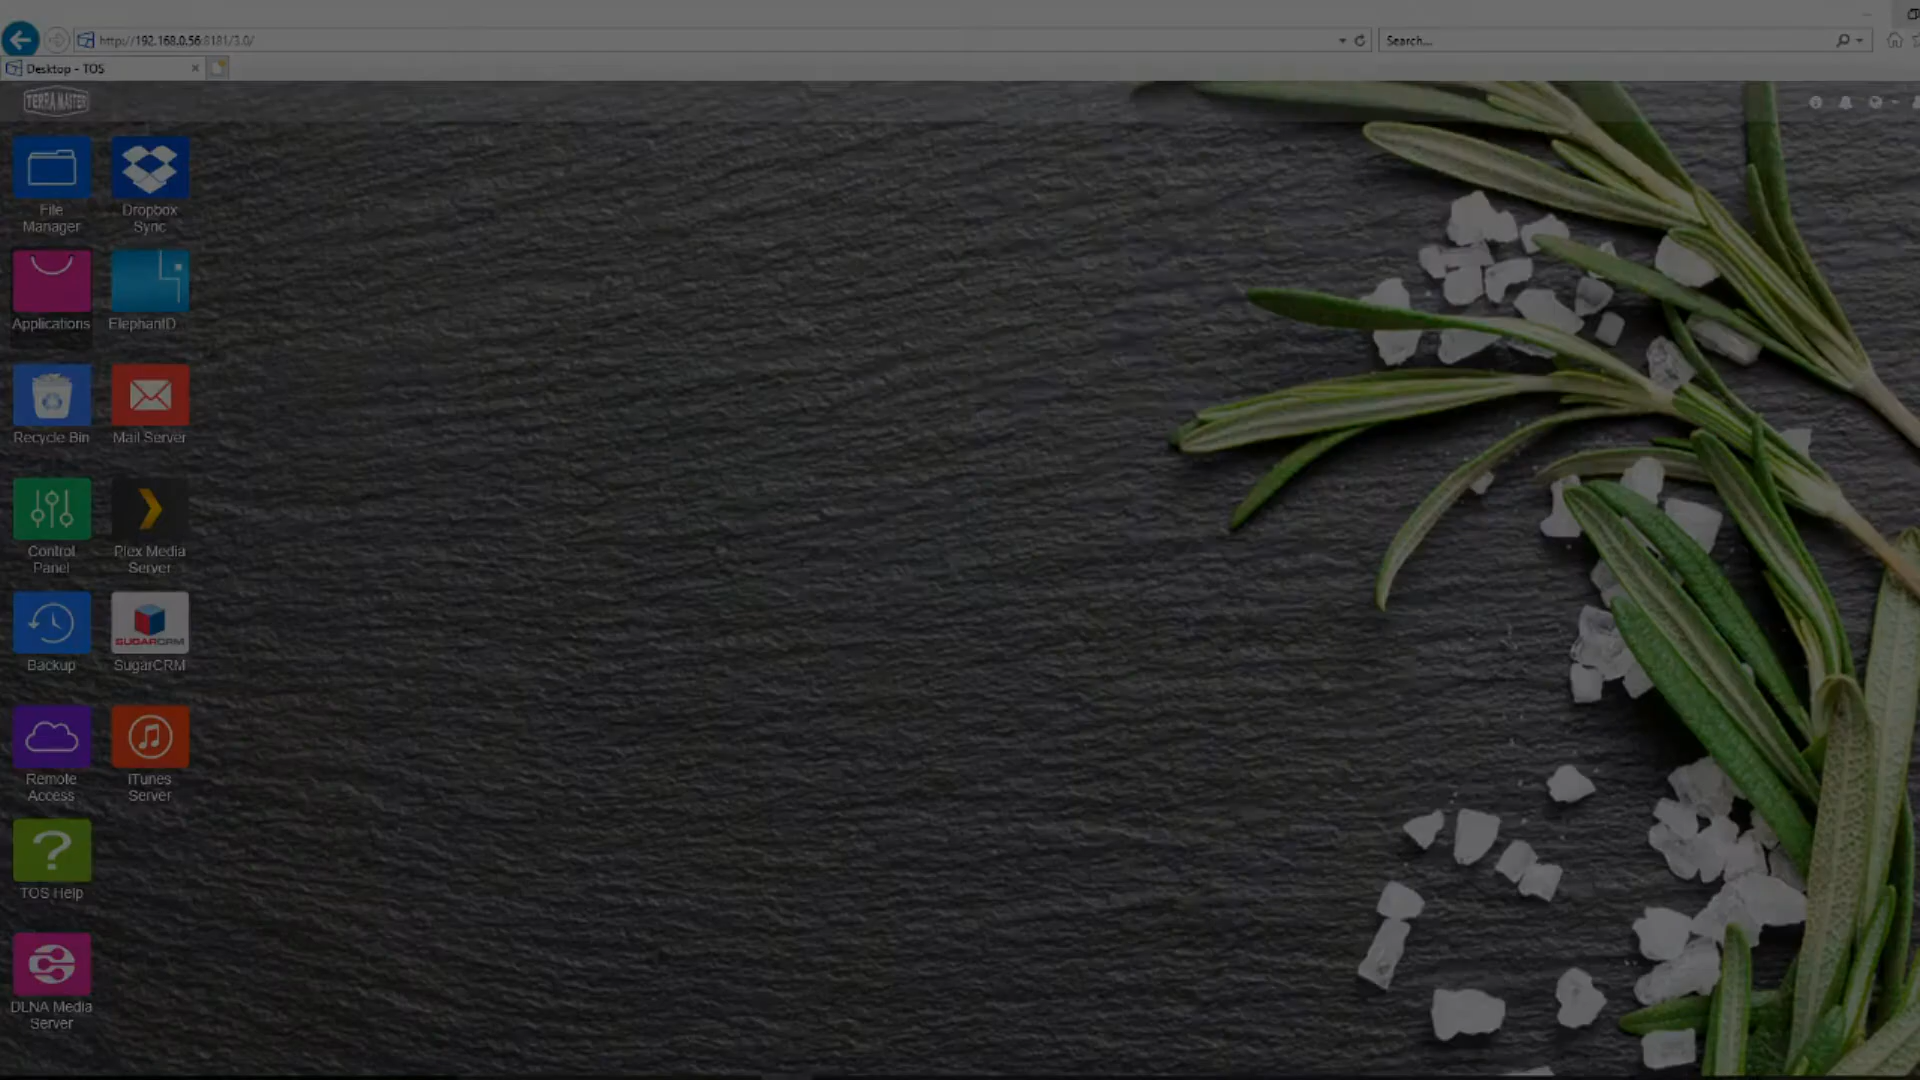 http://192.168.0.56:8181/3.0/
Search...
Desktop - TOS
TERRA MASTER
File
Manager
Dropbox
Sync
Applications
ElephantD...
Recycle Bin
Mail Server
Control
Panel
Plex Media
Server
Backup
SUGARCRM
SugarCRM
Remote
Access
iTunes
Server
TOS Help
DLNA Media
Server